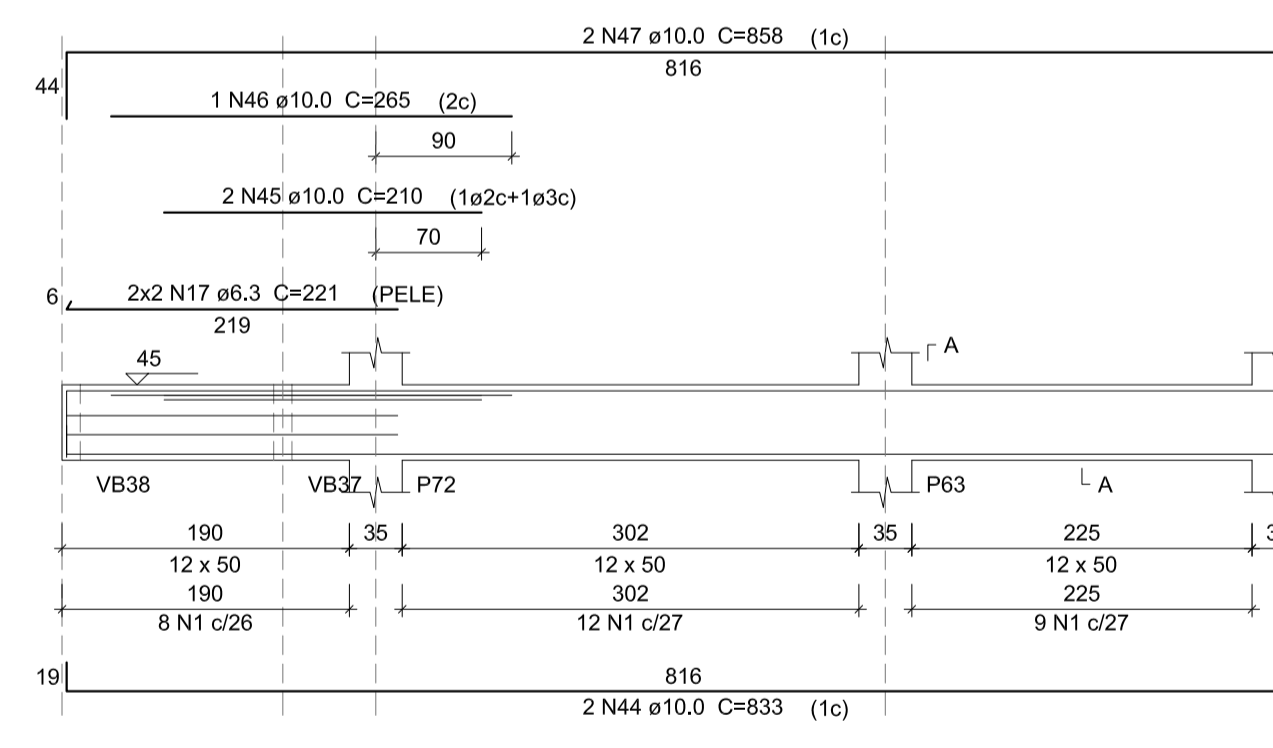 2 N47 ø10.0 C=858 (1c)
816
44
1 N46 ø10.0 C=265 (2c)
90
2 N45 ø10.0 C=210 (1ø2c+1ø3c)
70
6 2x2 N17 ø6.3 C=221 (PELE)
219
45
A
VB38 VB37 P72 P63 A
190 35 302 35 225
12 x 50 12 x 50 12 x 50
190 302 225
8 N1 c/26 12 N1 c/27 9 N1 c/27
19
816
2 N44 ø10.0 C=833 (1c)